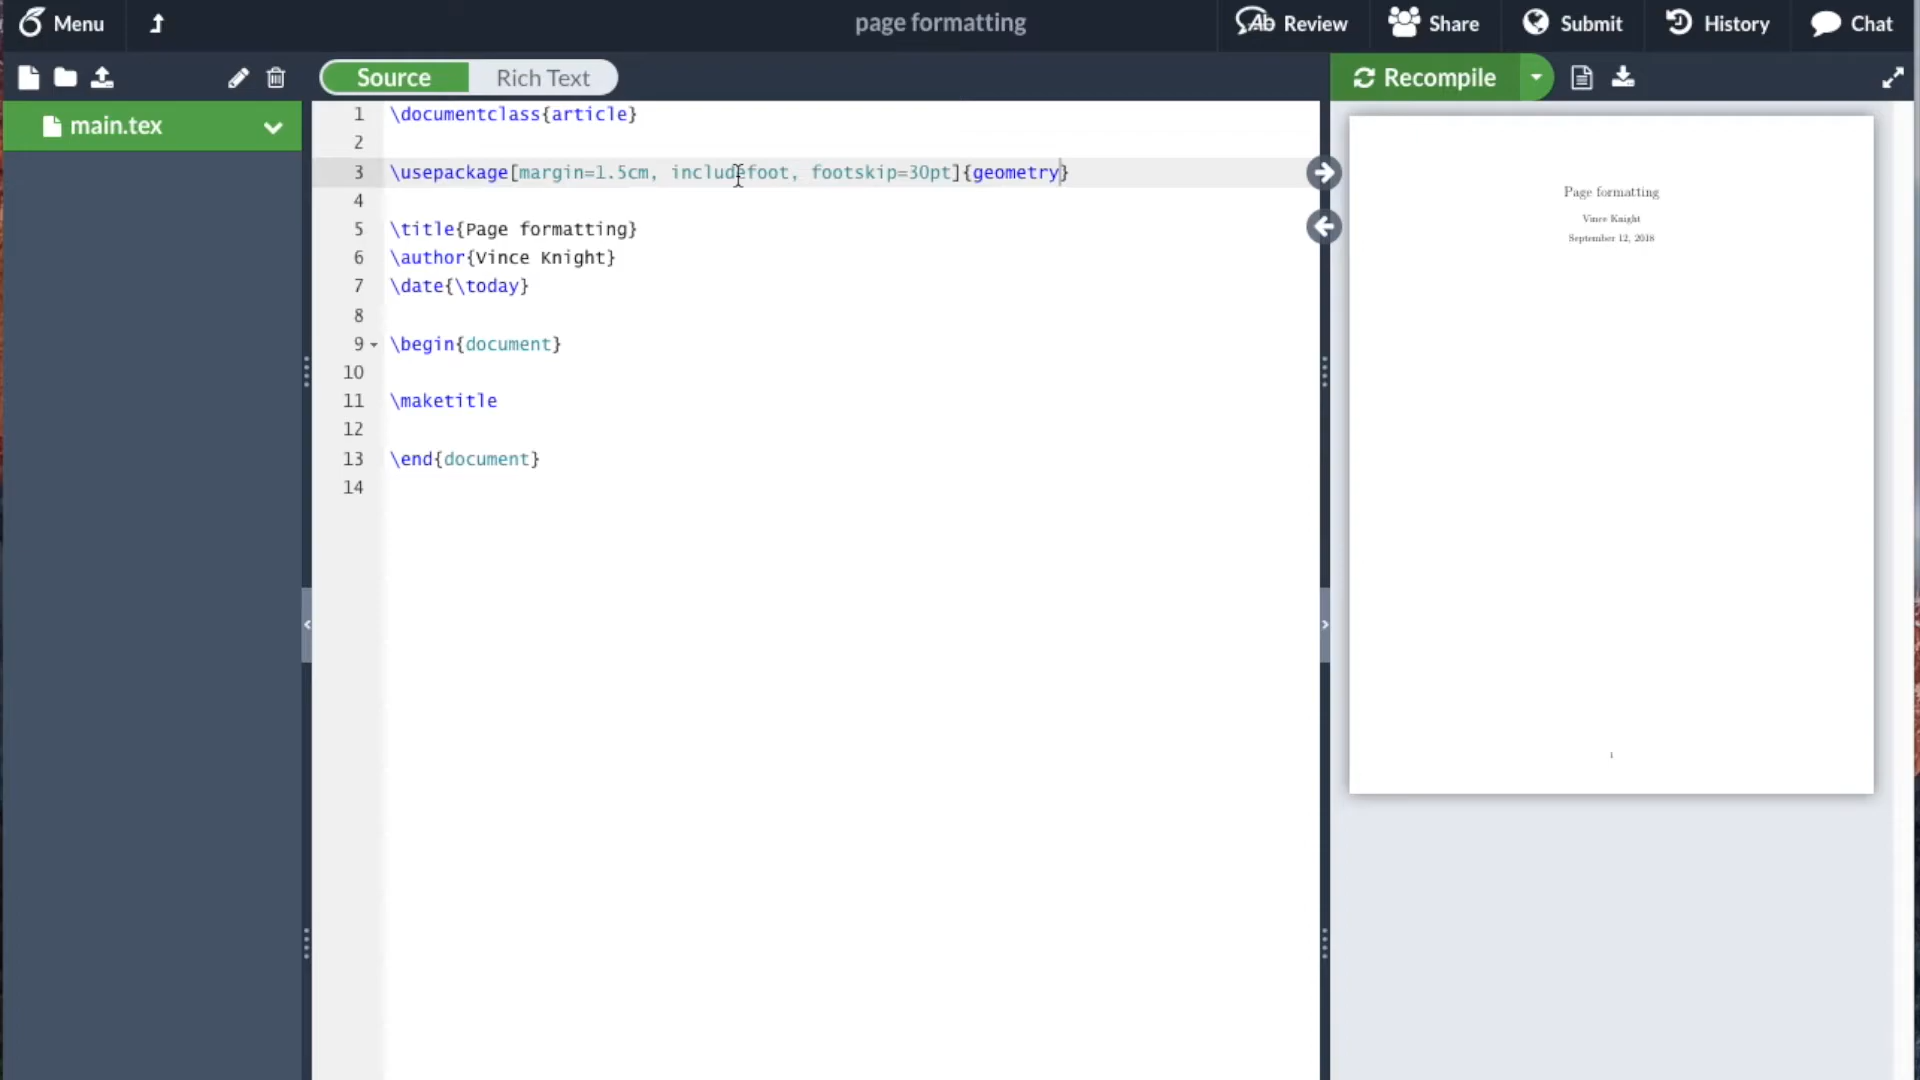 Menu
page formatting
Review
Share
Submit
History
Chat
Source
Rich Text
Recompile
main.tex
1 \documentclass{article}
2
3 \usepackage[margin=1.5cm, includefoot, footskip=30pt]{geometry}
4
5 \title{Page formatting}
6 \author{Vince Knight}
7 \date{\today}
8
9 \begin{document}
10
11 \maketitle
12
13 \end{document}
14
Page formatting
Vince Knight
September 12, 2018
1